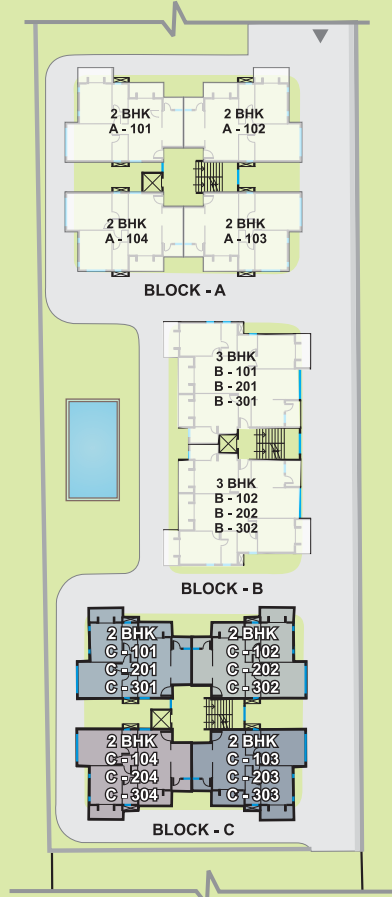 2 BHK
A - 101
2 BHK
A - 102
2 BHK
A - 104
2 BHK
A - 103
BLOCK - A
3 BHK
B - 101
B - 201
B - 301
3 BHK
B - 102
B - 202
B - 302
BLOCK - B
2 BHK
C - 101
C - 201
C - 301
2 BHK
C - 102
C - 202
C - 302
2 BHK
C - 104
C - 204
C - 304
2 BHK
C - 103
C - 203
C - 303
BLOCK - C